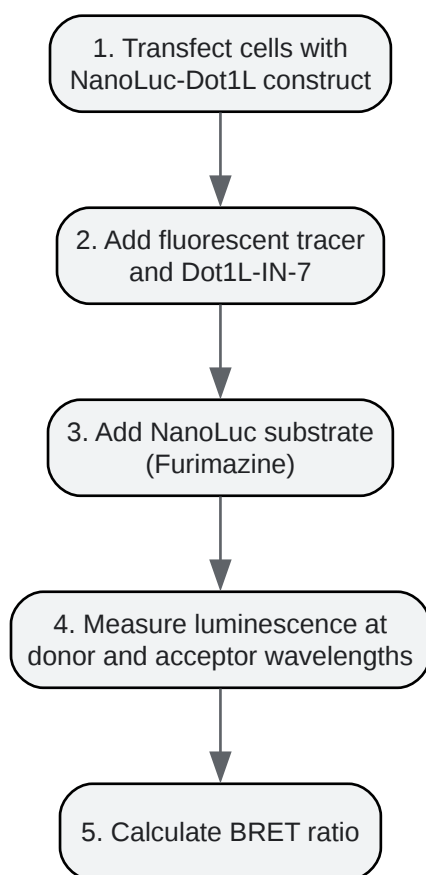 1. Transfect cells with
NanoLuc-Dot1L construct
2. Add fluorescent tracer
and Dot1L-IN-7
3. Add NanoLuc substrate
(Furimazine)
4. Measure luminescence at
donor and acceptor wavelengths
5. Calculate BRET ratio